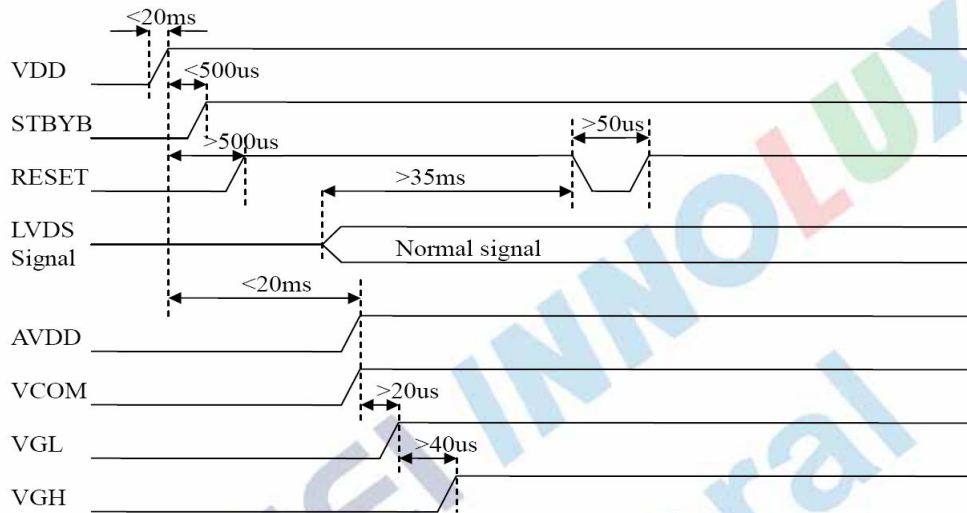 <20ms
VDD
<500us
STBYB
>500us
>50us
RESET
>35ms
LVDS
Signal
Normal signal
<20ms
AVDD
VCOM
>20us
VGL
>40us
VGH
INNOLUX